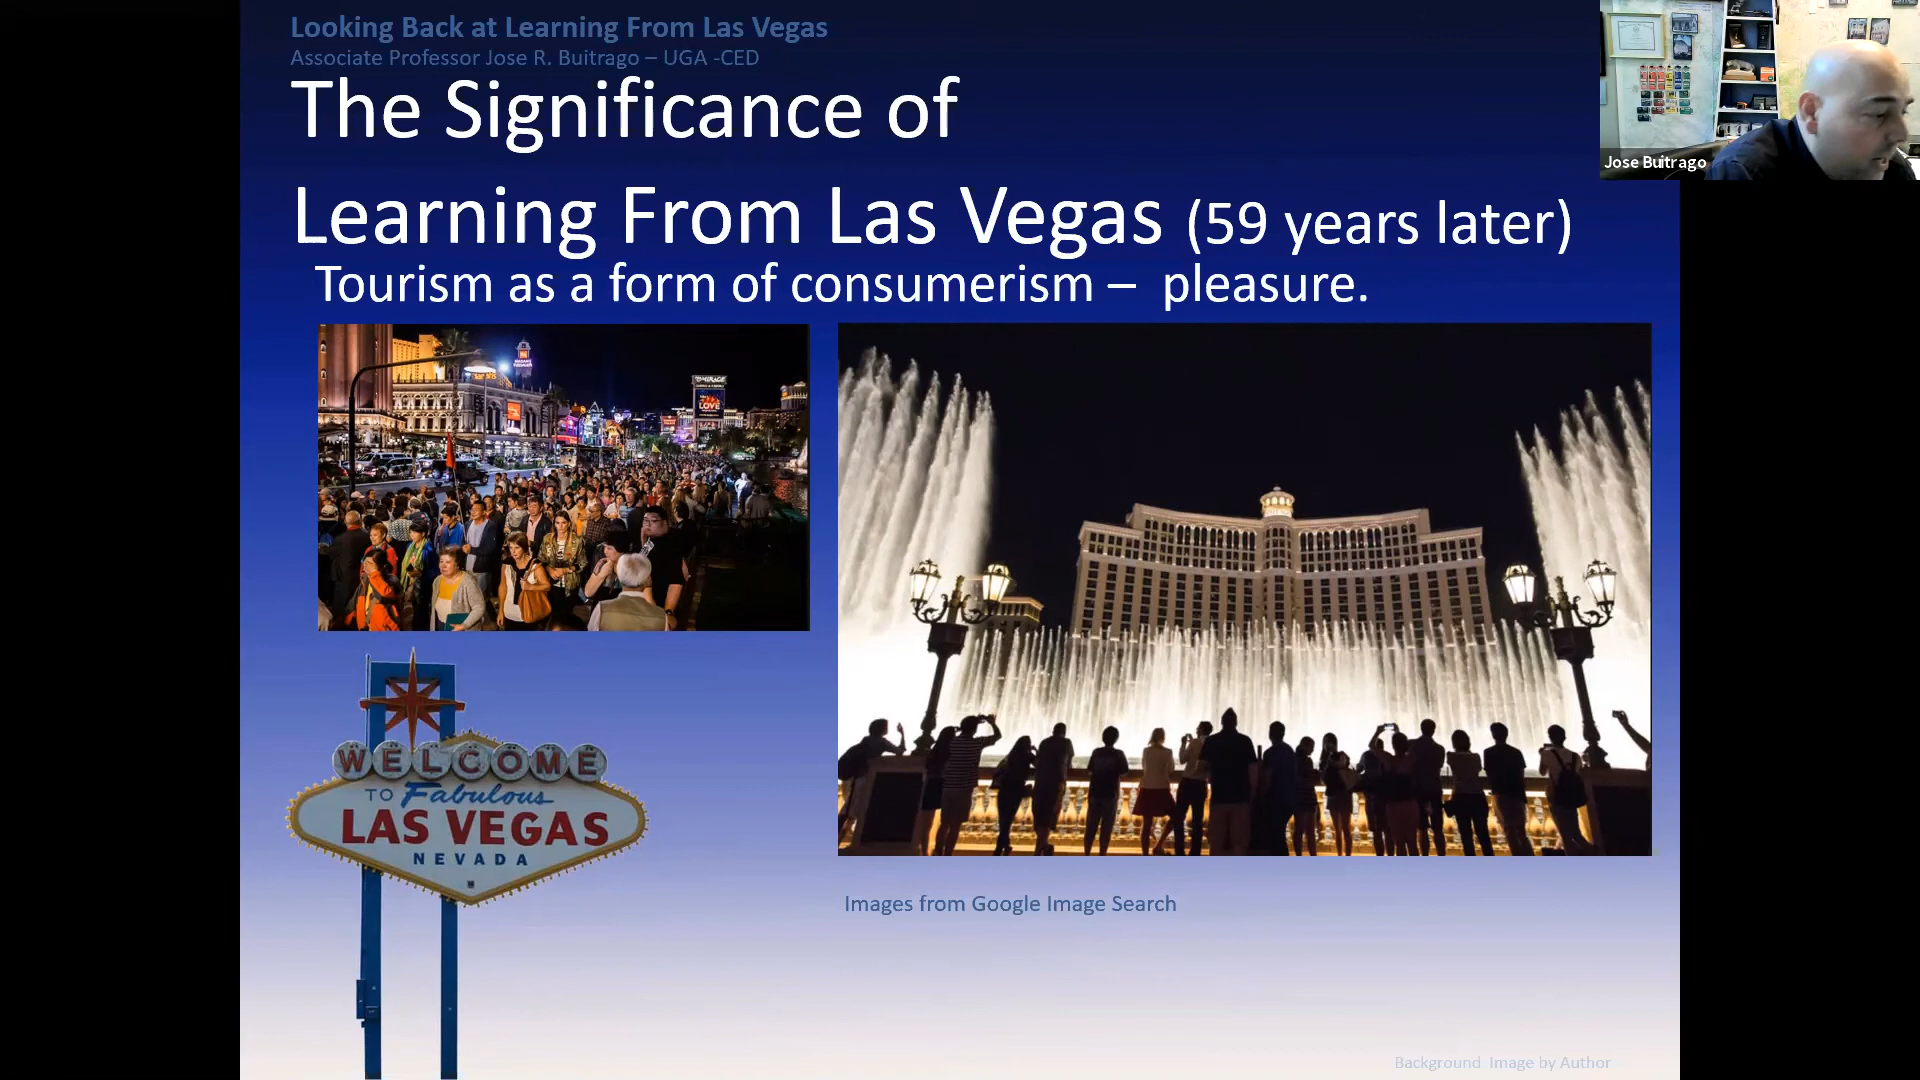 Looking Back at Learning From Las Vegas
Associate Professor Jose R. Buitrago – UGA -CED
The Significance of
Learning From Las Vegas (59 years later)
Tourism as a form of consumerism – pleasure.
Jose Buitrago
MIRAGE
LOVE
WELCOME
TO Fabulous
LAS VEGAS
NEVADA
Images from Google Image Search
Background Image by Author